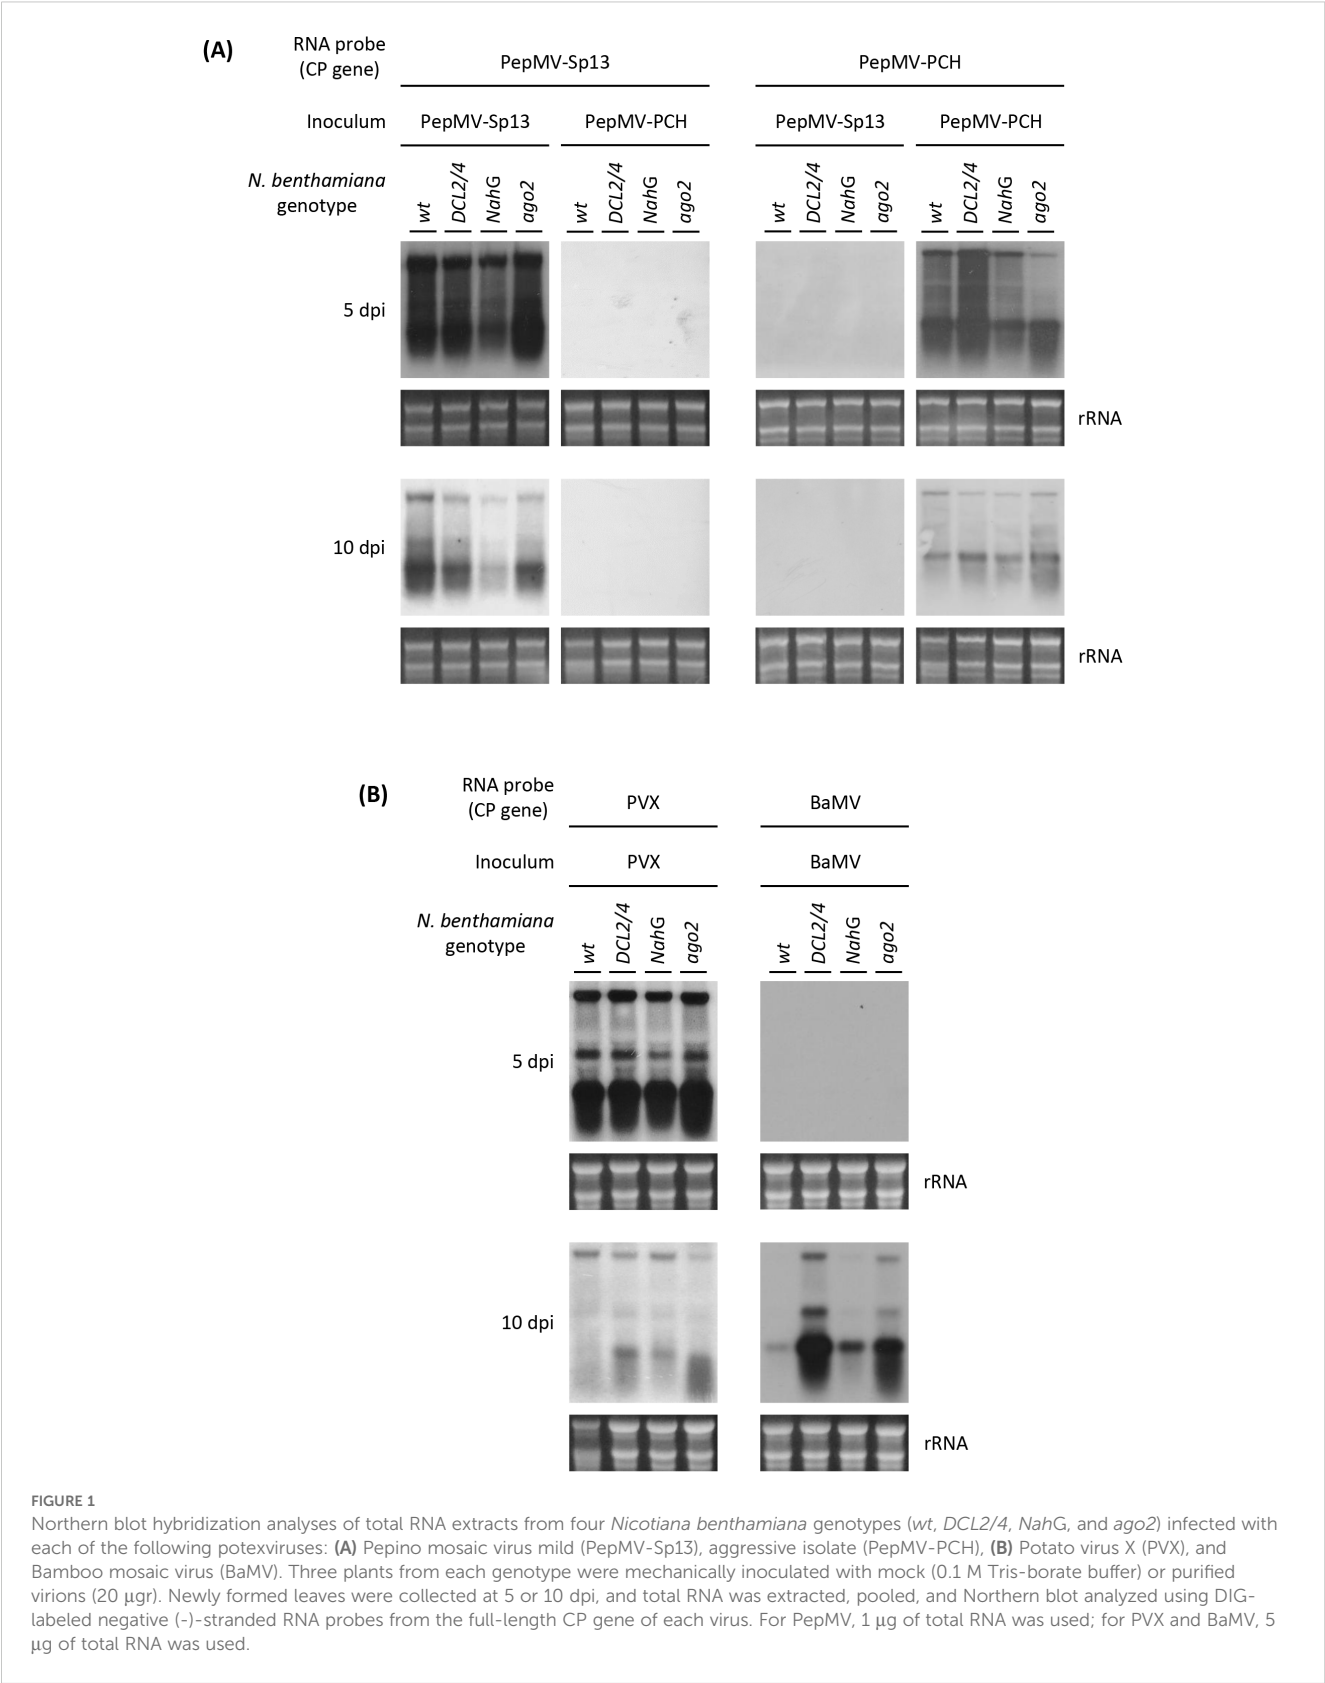 (A)
RNA probe
(CP gene)
PepMV-Sp13 PepMV-PCH
Inoculum PepMV-Sp13 PepMV-PCH PepMV-Sp13 PepMV-PCH
N. benthamiana
genotype
wt DCL2/4 NahG ago2 wt DCL2/4 NahG ago2 wt DCL2/4 NahG ago2 wt DCL2/4 NahG ago2
5 dpi
rRNA
10 dpi
rRNA
(B)
RNA probe
(CP gene)
PVX BaMV
Inoculum PVX BaMV
N. benthamiana
genotype
wt DCL2/4 NahG ago2 wt DCL2/4 NahG ago2
5 dpi
rRNA
10 dpi
rRNA
FIGURE 1
Northern blot hybridization analyses of total RNA extracts from four Nicotiana benthamiana genotypes (wt, DCL2/4, NahG, and ago2) infected with
each of the following potexviruses: (A) Pepino mosaic virus mild (PepMV-Sp13), aggressive isolate (PepMV-PCH), (B) Potato virus X (PVX), and
Bamboo mosaic virus (BaMV). Three plants from each genotype were mechanically inoculated with mock (0.1 M Tris-borate buffer) or purified
virions (20 µgr). Newly formed leaves were collected at 5 or 10 dpi, and total RNA was extracted, pooled, and Northern blot analyzed using DIG-
labeled negative (-)-stranded RNA probes from the full-length CP gene of each virus. For PepMV, 1 µg of total RNA was used; for PVX and BaMV, 5
µg of total RNA was used.